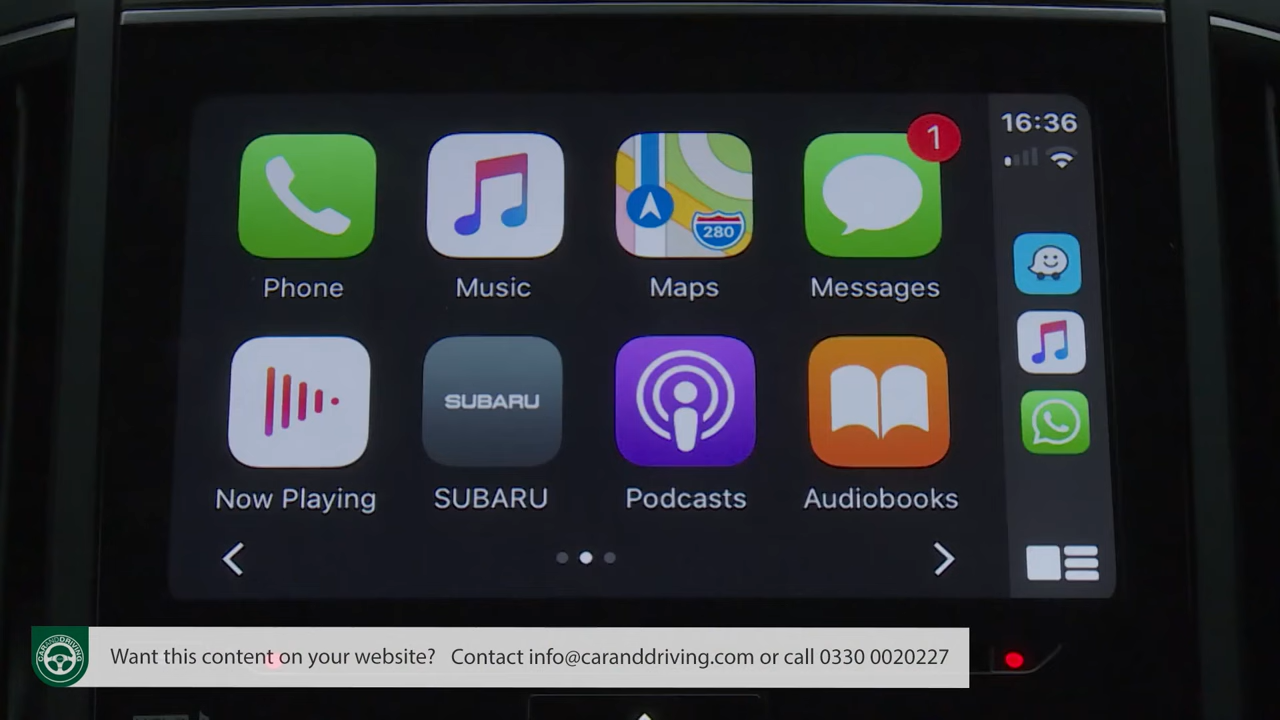 16:36
1
280
Phone
Music
Maps
Messages
SUBARU
Now Playing
SUBARU
Podcasts
Audiobooks
CARANDDRIVING
Want this content on your website? Contact info@caranddriving.com or call 0330 0020227